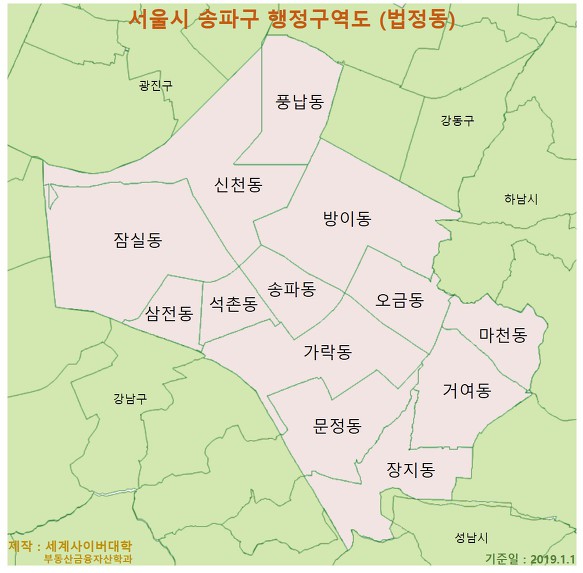 서울시 송파구 행정구역도 (법정동)
광진구
풍납동
강동구
신천동
하남시
방이동
잠실동
송파동
오금동
석촌동
삼전동
마천동
가락동
거여동
강남구
문정동
장지동
성남시
제작 : 세계사이버대학
부동산금융자산학과
기준일 : 2019.1.1